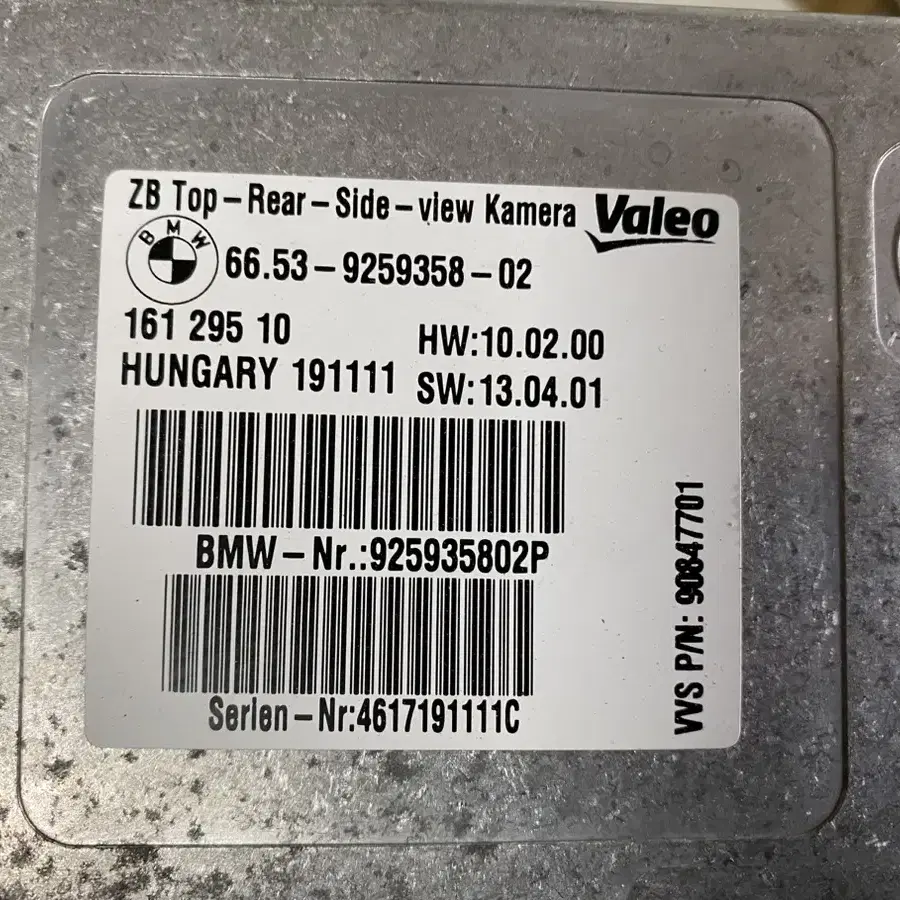 ZB Top-Rear-Side-view Kamera Valeo
BMW 66.53-9259358-02
161 295 10 HW:10.02.00
HUNGARY 191111 SW:13.04.01
BMW-Nr.:925935802P
Serien-Nr:4617191111C
VVS P/N: 90847701